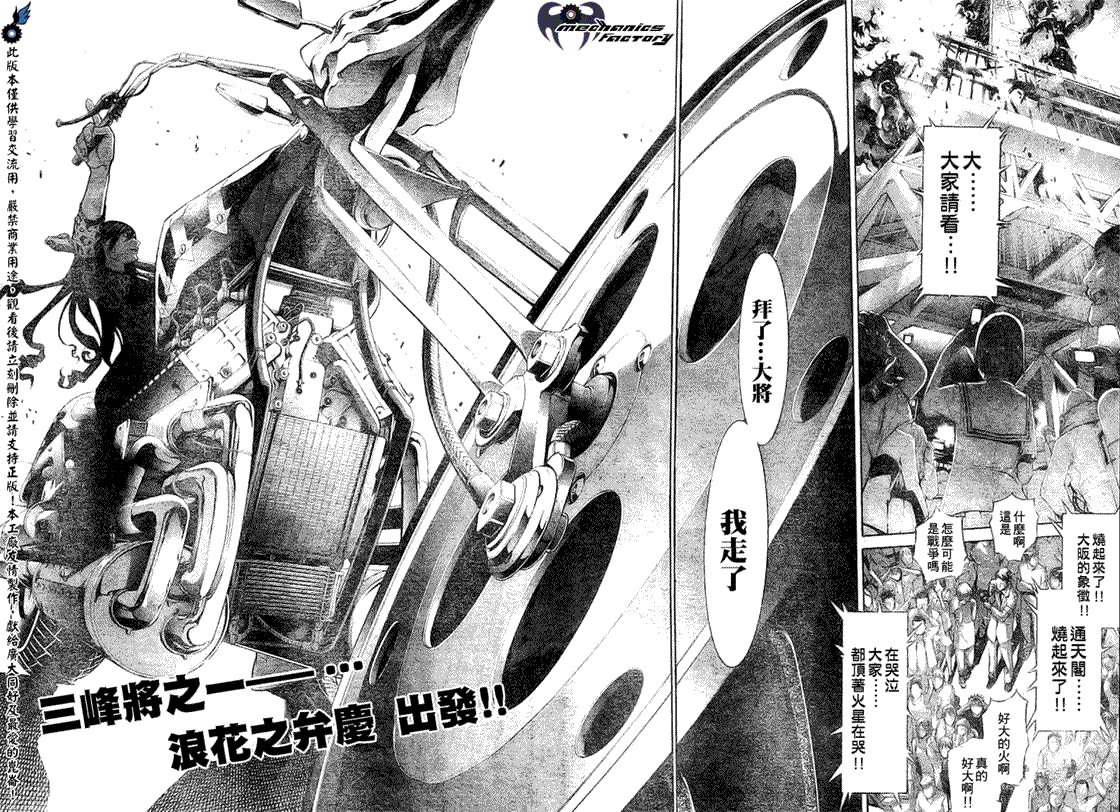 大……
大家請看…!!
燒起來了!!
大阪的象徵!!
通天閣……
燒起來了!!
什麼啊
這是
怎麼可能
是戰爭嗎
好大的火啊
真的
好大啊!!
在哭泣
大家……
都頂著火星在哭!!
拜了…大將
我走了
三峰將之一——…
浪花之弁慶 出發!!
mechanics
factory
此版本僅供學習交流用，嚴禁商業用途。觀看後請立刻刪除並請支持正版！本工廠友情製作，獻給廣大同好及最愛的